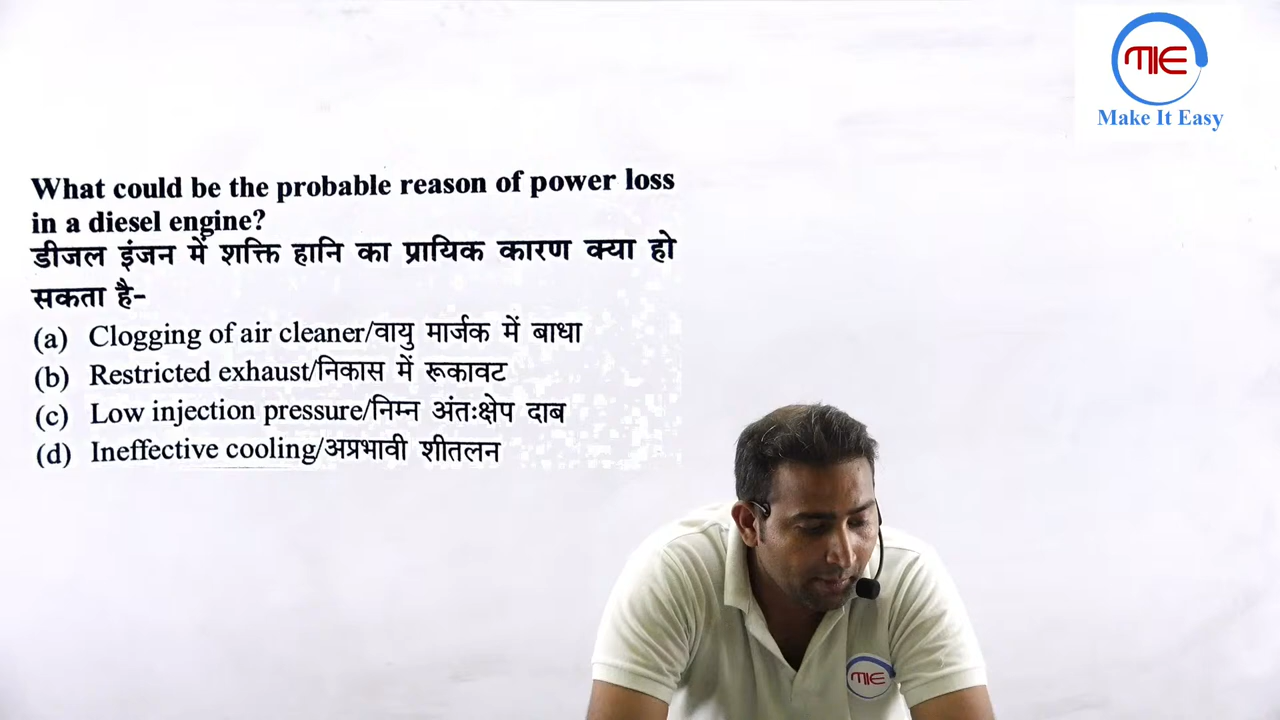 MIE
Make It Easy
What could be the probable reason of power loss
in a diesel engine?
डीजल इंजन में शक्ति हानि का प्रायिक कारण क्या हो
सकता है-
(a) Clogging of air cleaner/वायु मार्जक में बाधा
(b) Restricted exhaust/निकास में रूकावट
(c) Low injection pressure/निम्न अंतःक्षेप दाब
(d) Ineffective cooling/अप्रभावी शीतलन
MIE